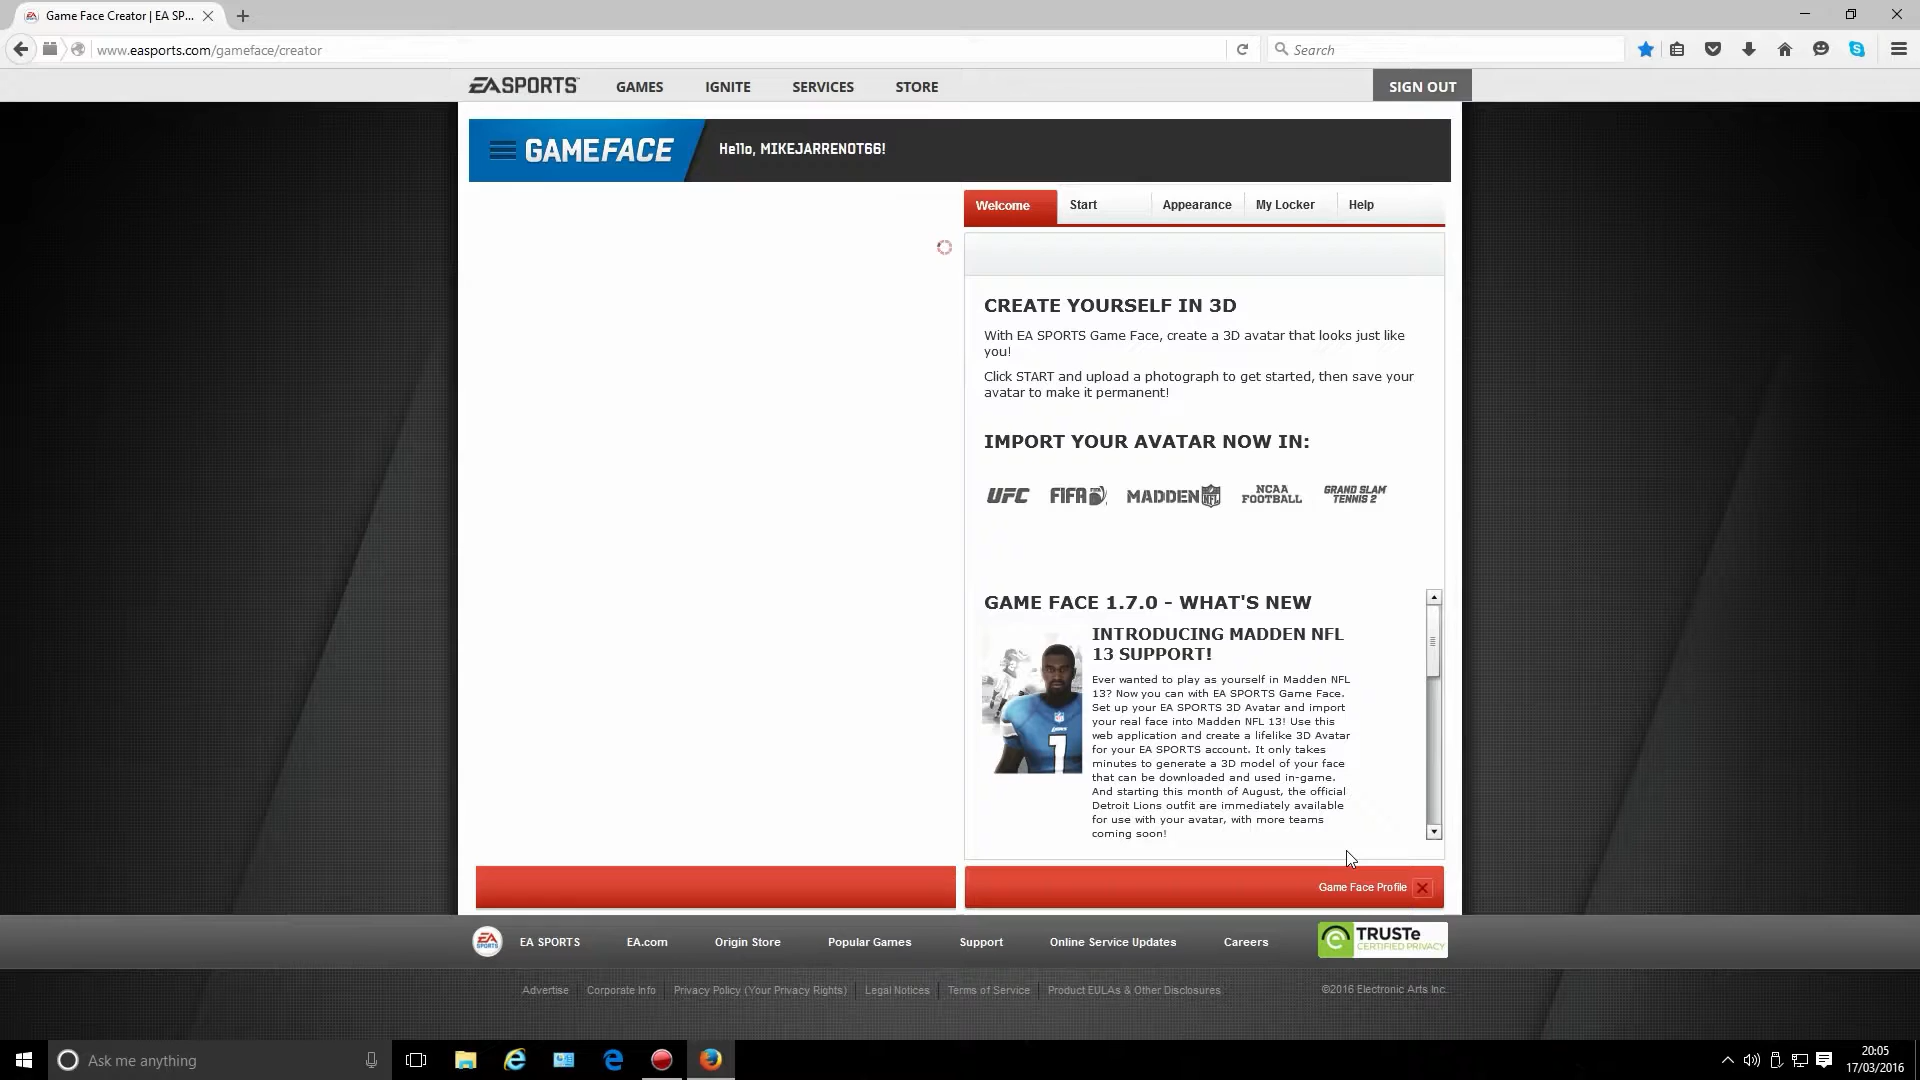 Game Face Creator | EA SP...
www.easports.com/gameface/creator
Search
EA SPORTS
GAMES
IGNITE
SERVICES
STORE
SIGN OUT
GAMEFACE
Hello, MIKEJARRENOT66!
Welcome
Start
Appearance
My Locker
Help
CREATE YOURSELF IN 3D
With EA SPORTS Game Face, create a 3D avatar that looks just like
you!
Click START and upload a photograph to get started, then save your
avatar to make it permanent!
IMPORT YOUR AVATAR NOW IN:
UFC
FIFA
MADDEN NFL
NCAA
FOOTBALL
GRAND SLAM
TENNIS 2
GAME FACE 1.7.0 - WHAT'S NEW
INTRODUCING MADDEN NFL
13 SUPPORT!
Ever wanted to play as yourself in Madden NFL
13? Now you can with EA SPORTS Game Face.
Set up your EA SPORTS 3D Avatar and import
your real face into Madden NFL 13! Use this
web application and create a lifelike 3D Avatar
for your EA SPORTS account. It only takes
minutes to generate a 3D model of your face
that can be downloaded and used in-game.
And starting this month of August, the official
Detroit Lions outfit are immediately available
for use with your avatar, with more teams
coming soon!
1
Game Face Profile
EA SPORTS
EA SPORTS
EA.com
Origin Store
Popular Games
Support
Online Service Updates
Careers
TRUSTe
CERTIFIED PRIVACY
Advertise
Corporate Info
Privacy Policy (Your Privacy Rights)
Legal Notices
Terms of Service
Product EULAs & Other Disclosures
©2016 Electronic Arts Inc.
Ask me anything
20:05
17/03/2016